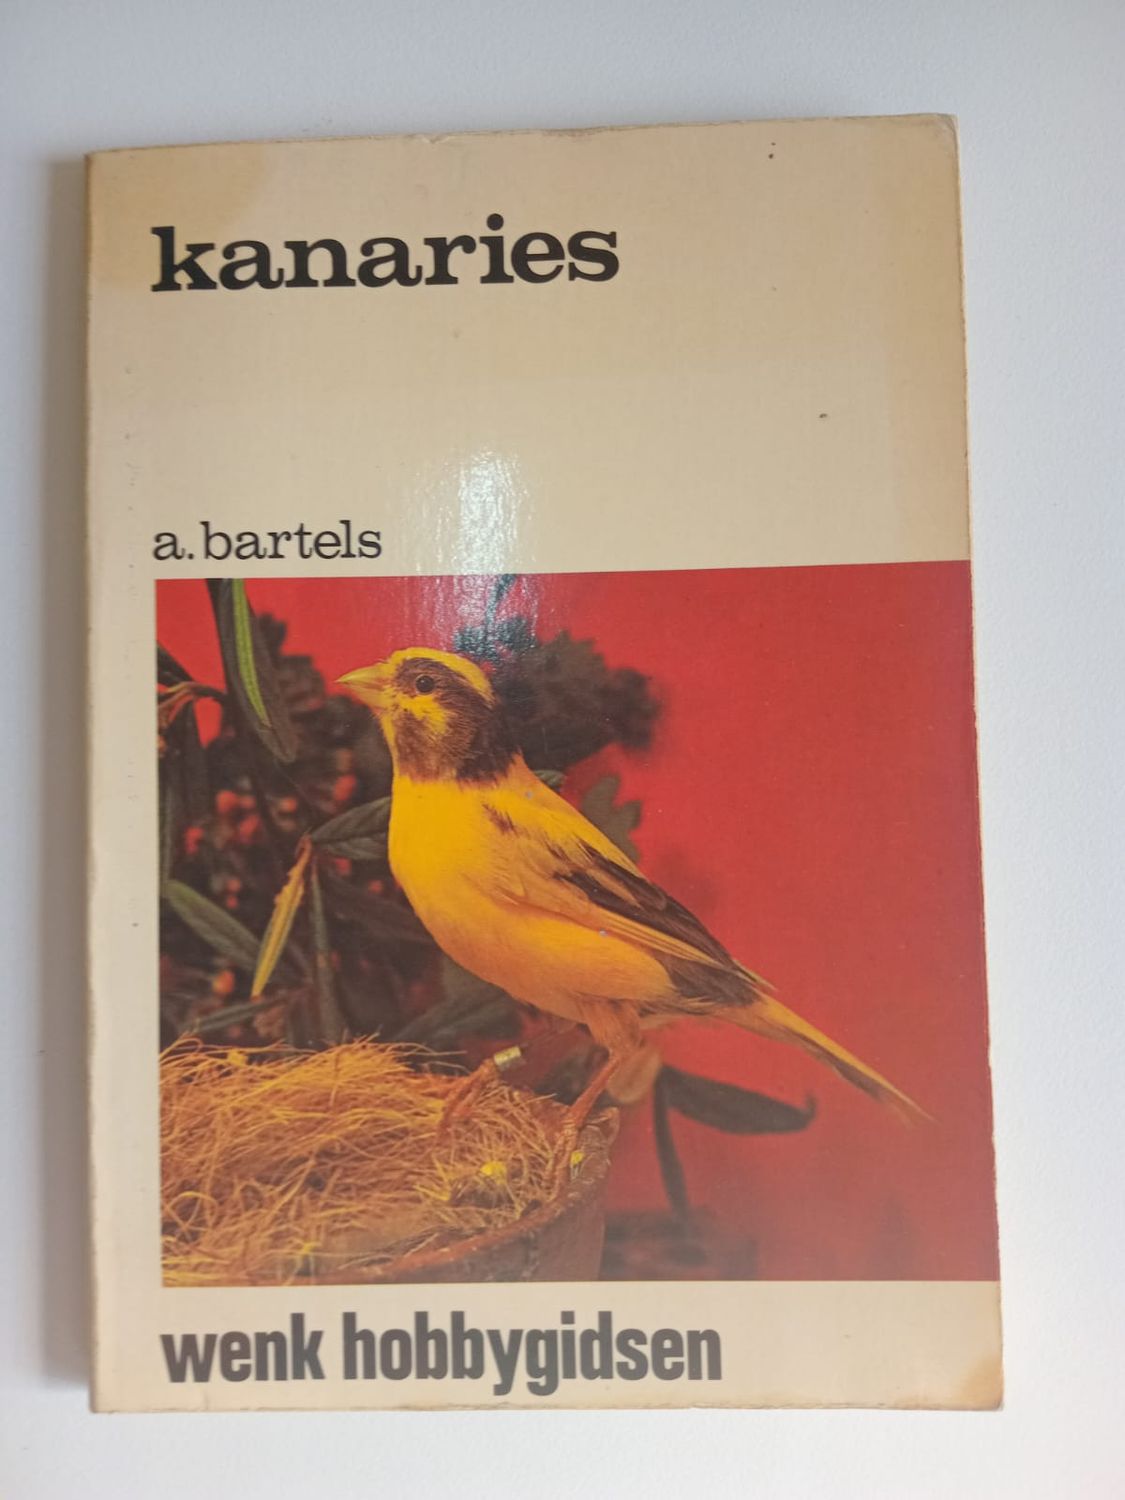 kanaries
a. bartels
wenk hobbygidsen